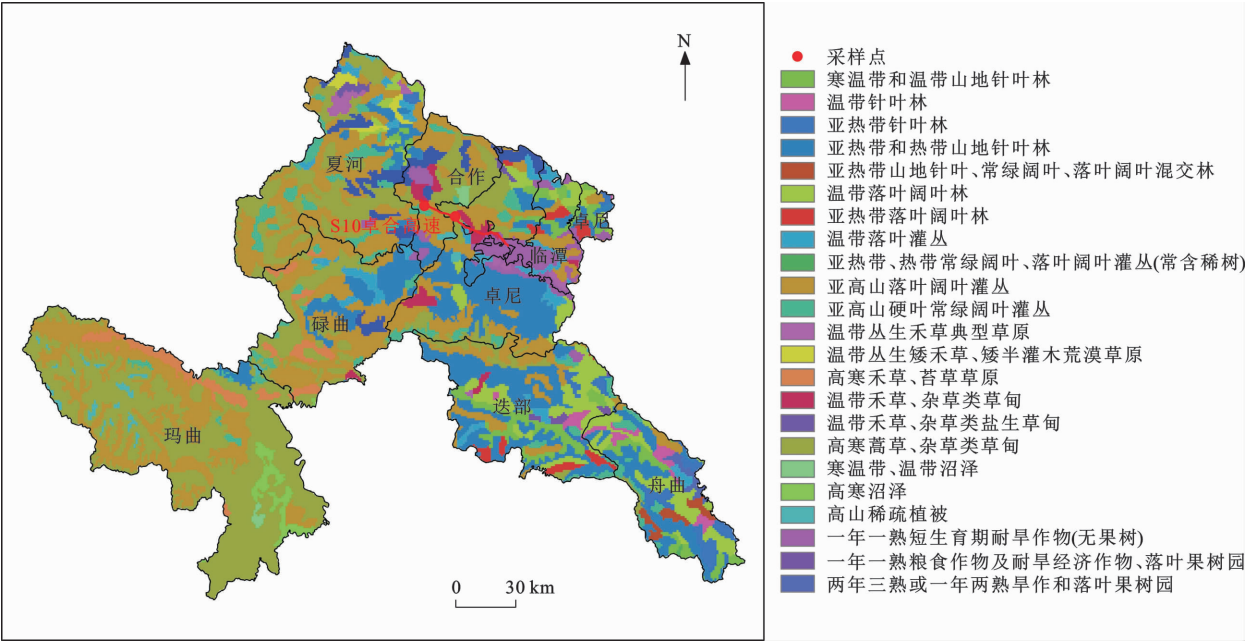 N
夏河
合作
S10卓合高速
卓尼
临潭
卓尼
碌曲
迭部
玛曲
舟曲
0 30 km
采样点
寒温带和温带山地针叶林
温带针叶林
亚热带针叶林
亚热带和热带山地针叶林
亚热带山地针叶、常绿阔叶、落叶阔叶混交林
温带落叶阔叶林
亚热带落叶阔叶林
温带落叶灌丛
亚热带、热带常绿阔叶、落叶阔叶灌丛(常含稀树)
亚高山落叶阔叶灌丛
亚高山硬叶常绿阔叶灌丛
温带丛生禾草典型草原
温带丛生矮禾草、矮半灌木荒漠草原
高寒禾草、苔草草原
温带禾草、杂草类草甸
温带禾草、杂草类盐生草甸
高寒蒿草、杂草类草甸
寒温带、温带沼泽
高寒沼泽
高山稀疏植被
一年一熟短生育期耐旱作物(无果树)
一年一熟粮食作物及耐旱经济作物、落叶果树园
两年三熟或一年两熟旱作和落叶果树园